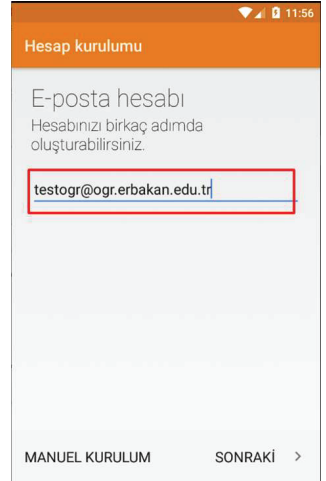 11:56
Hesap kurulumu
E-posta hesabı
Hesabınızı birkaç adımda
oluşturabilirsiniz.
testogr@ogr.erbakan.edu.tr
MANUEL KURULUM SONRAKİ >